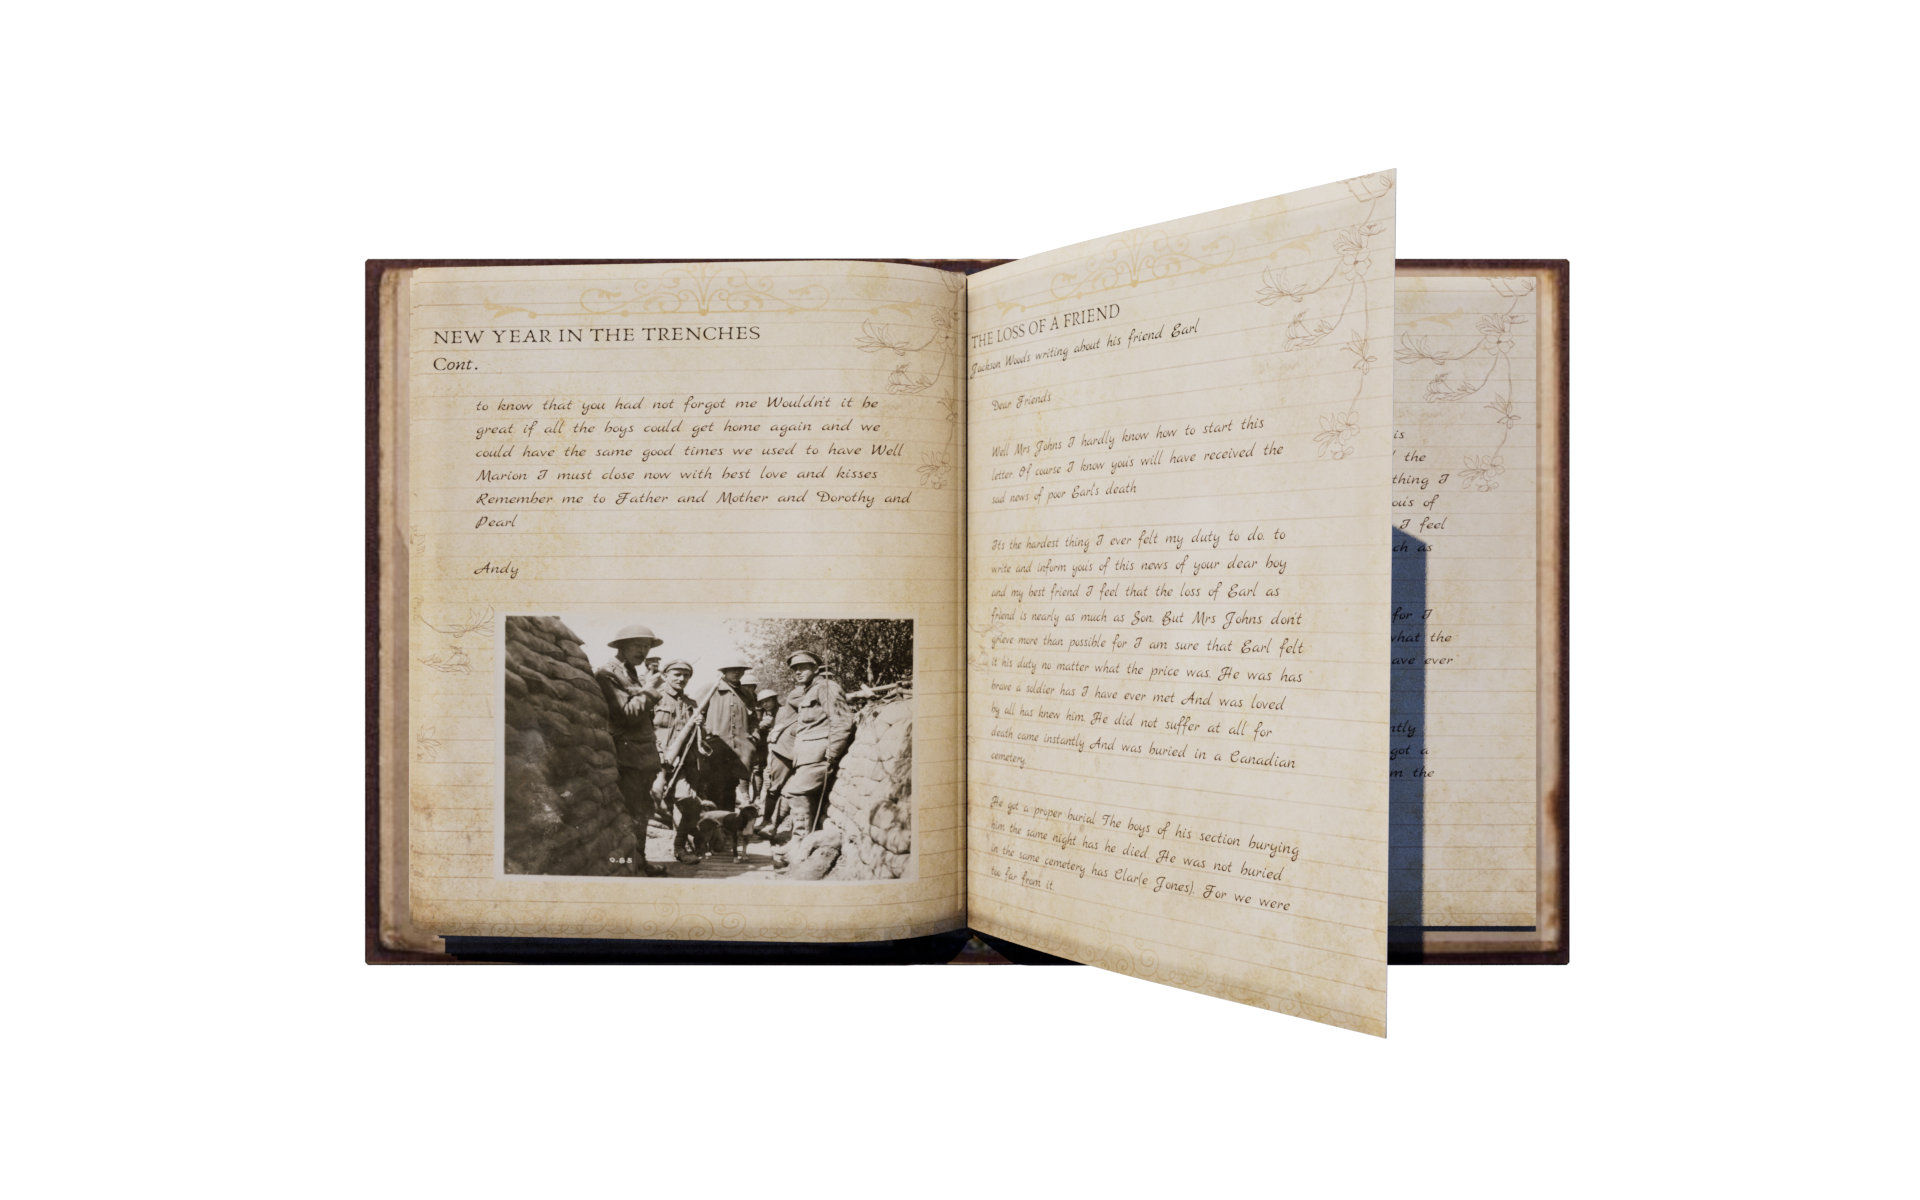 NEW YEAR IN THE TRENCHES
Cont.
to know that you had not forgot me Wouldn't it be
great if all the boys could get home again and we
could have the same good times we used to have Well
Marion I must close now with best love and kisses
Remember me to Father and Mother and Dorothy and
Pearl
Andy
O.85
THE LOSS OF A FRIEND
Jackson Woods writing about his friend Earl
Dear Friends
Well Mrs Johns I hardly know how to start this
letter. Of course I know you's will have received the
sad news of poor Earl's death
It's the hardest thing I ever felt my duty to do. to
write and inform you's of this news of your dear boy
and my best friend I feel that the loss of Earl as
friend is nearly as much as Son. But Mrs Johns don't
grieve more than possible for I am sure that Earl felt
it his duty no matter what the price was. He was has
brave a soldier has I have ever met And was loved
by all has knew him. He did not suffer at all for
death came instantly And was buried in a Canadian
cemetery.
He got a proper burial The boys of his section burying
him the same night has he died. He was not buried
in the same cemetery has Clar(e Jones). For we were
too far from it.
is
the
thing I
ou's of
I feel
ch as
for I
what the
ave ever
ntly
got a
m the